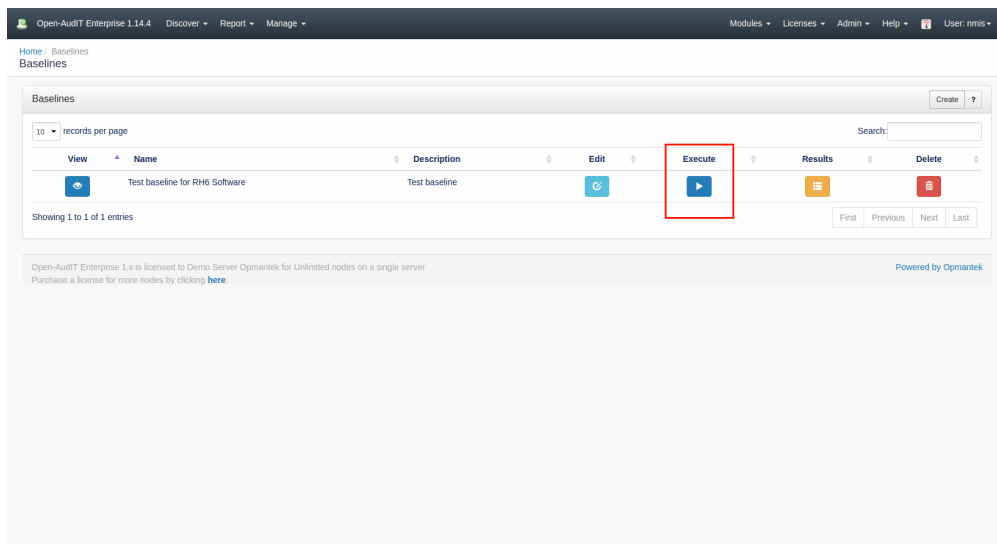 Open-AudIT Enterprise 1.14.4 Discover Report Manage Modules Licenses Admin Help User: nmis
Home / Baselines
Baselines
Baselines Create ?
10 records per page Search:
View Name Description Edit Execute Results Delete
Test baseline for RH6 Software Test baseline
Showing 1 to 1 of 1 entries First Previous Next Last
Open-AudIT Enterprise 1.x is licensed to Demo Server Opmantek for Unlimited nodes on a single server Powered by Opmantek
Purchase a license for more nodes by clicking here.